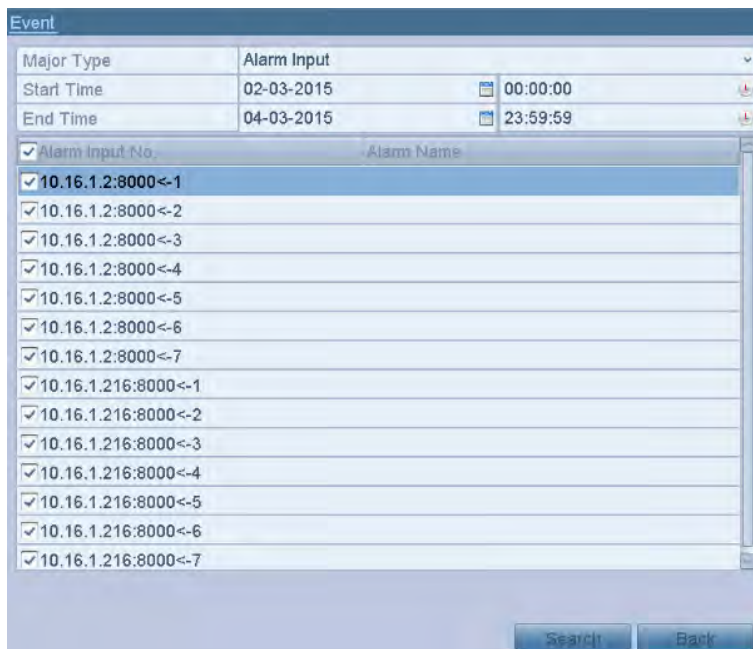 Event
Major Type Alarm Input
Start Time 02-03-2015 00:00:00
End Time 04-03-2015 23:59:59
Alarm Input No. Alarm Name
10.16.1.2:8000<-1
10.16.1.2:8000<-2
10.16.1.2:8000<-3
10.16.1.2:8000<-4
10.16.1.2:8000<-5
10.16.1.2:8000<-6
10.16.1.2:8000<-7
10.16.1.216:8000<-1
10.16.1.216:8000<-2
10.16.1.216:8000<-3
10.16.1.216:8000<-4
10.16.1.216:8000<-5
10.16.1.216:8000<-6
10.16.1.216:8000<-7
Search Back